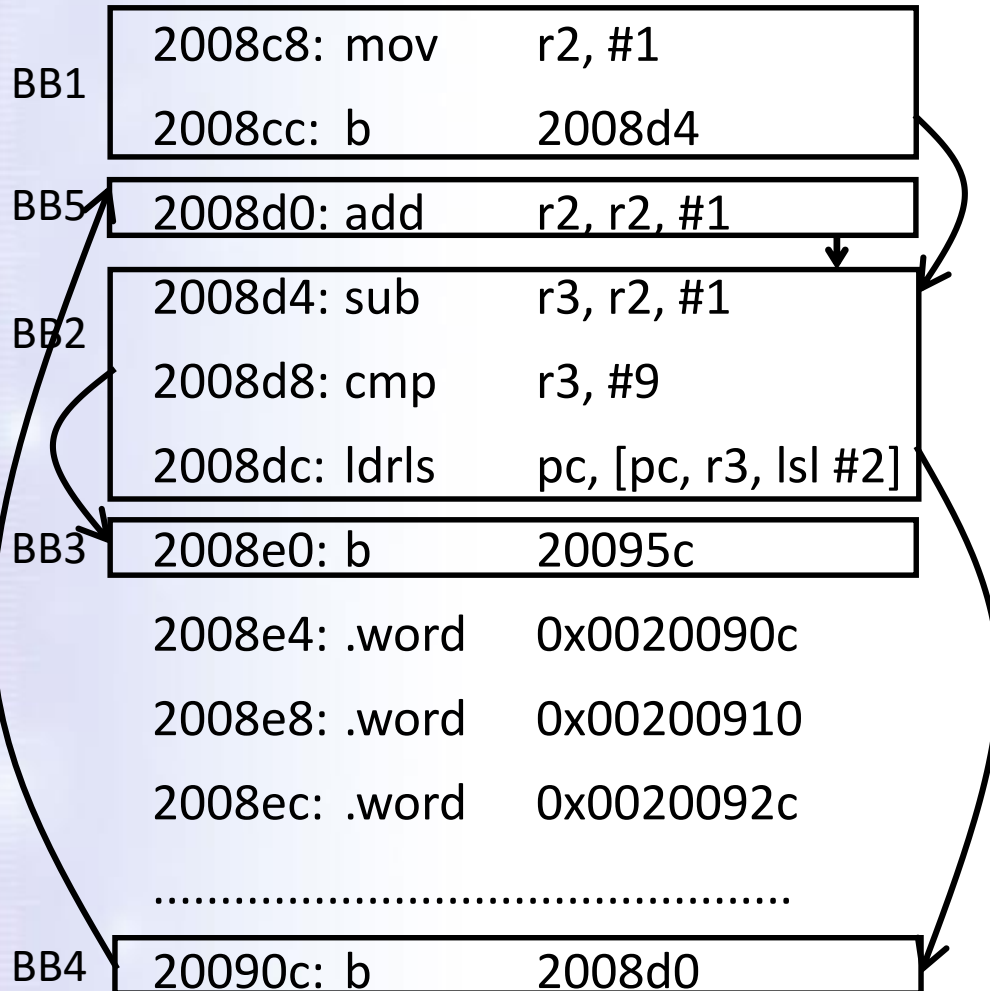 BB1
2008c8: mov r2, #1
2008cc: b 2008d4
BB5
2008d0: add r2, r2, #1
BB2
2008d4: sub r3, r2, #1
2008d8: cmp r3, #9
2008dc: ldrls pc, [pc, r3, lsl #2]
BB3
2008e0: b 20095c
2008e4: .word 0x0020090c
2008e8: .word 0x00200910
2008ec: .word 0x0020092c
................................................
BB4
20090c: b 2008d0